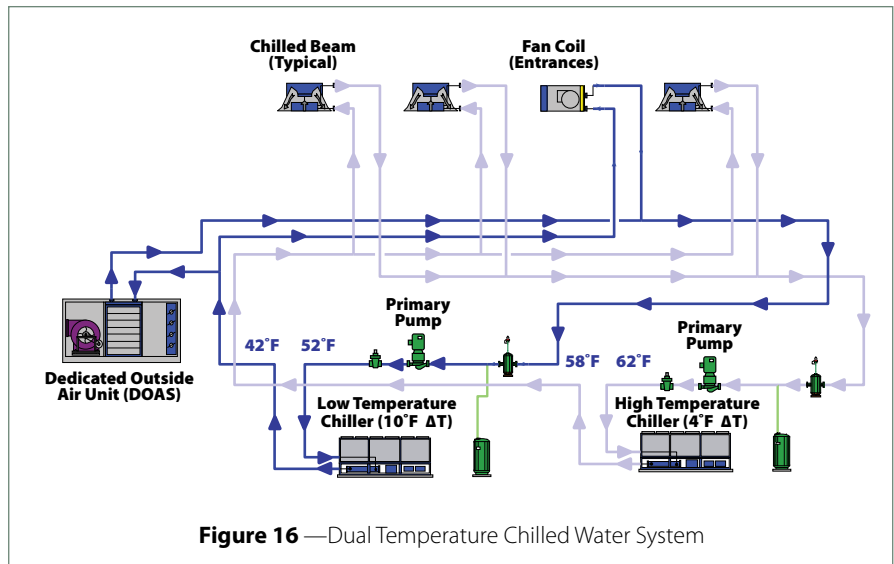 Chilled Beam
(Typical)
Fan Coil
(Entrances)
Primary
Pump
Primary
Pump
42˚F
52˚F
58˚F
62˚F
Dedicated Outside
Air Unit (DOAS)
Low Temperature
Chiller (10˚F ΔT)
High Temperature
Chiller (4˚F ΔT)
Figure 16 —Dual Temperature Chilled Water System